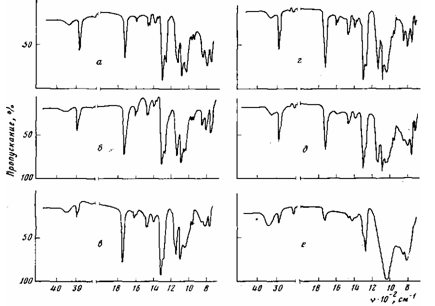 Пропускание, %
50
а
г
50
100
б
д
50
100
в
е
40 30 18 16 14 12 10 8
40 30 18 16 14 12 10 8
ν·10⁻², см⁻¹